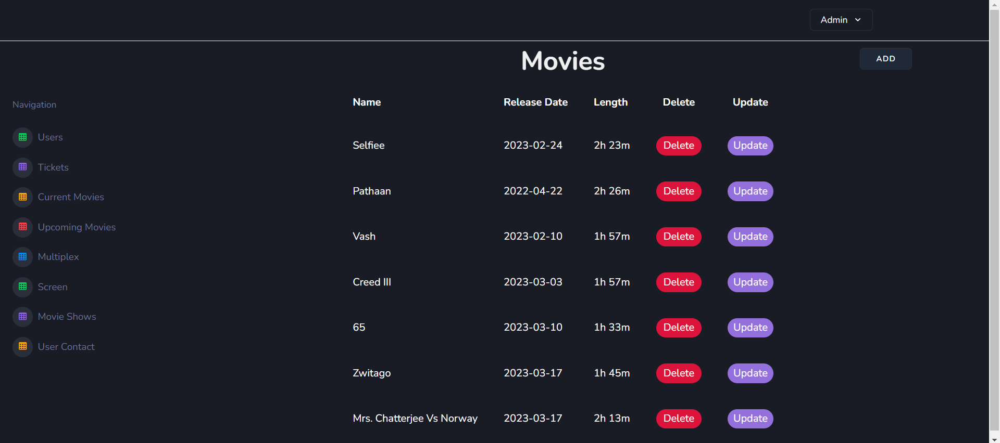 Admin
Movies
ADD
Navigation
Users
Tickets
Current Movies
Upcoming Movies
Multiplex
Screen
Movie Shows
User Contact
Name Release Date Length Delete Update
Selfiee 2023-02-24 2h 23m Delete Update
Pathaan 2022-04-22 2h 26m Delete Update
Vash 2023-02-10 1h 57m Delete Update
Creed III 2023-03-03 1h 57m Delete Update
65 2023-03-10 1h 33m Delete Update
Zwitago 2023-03-17 1h 45m Delete Update
Mrs. Chatterjee Vs Norway 2023-03-17 2h 13m Delete Update